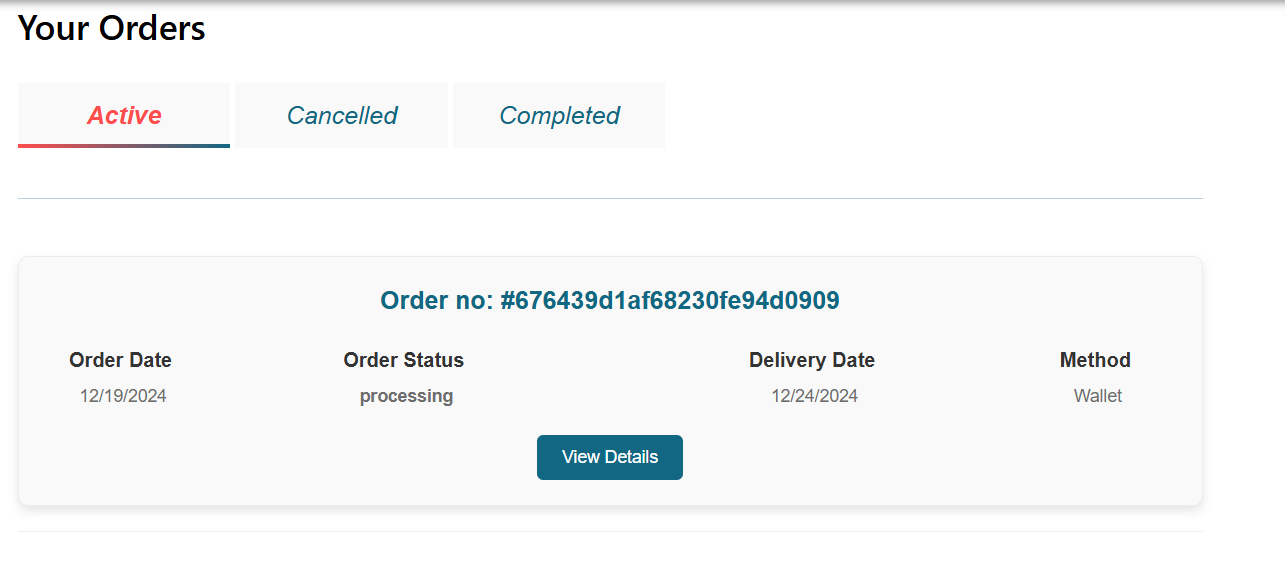 Your Orders
Active Cancelled Completed
Order no: #676439d1af68230fe94d0909
Order Date Order Status Delivery Date Method
12/19/2024 processing 12/24/2024 Wallet
View Details